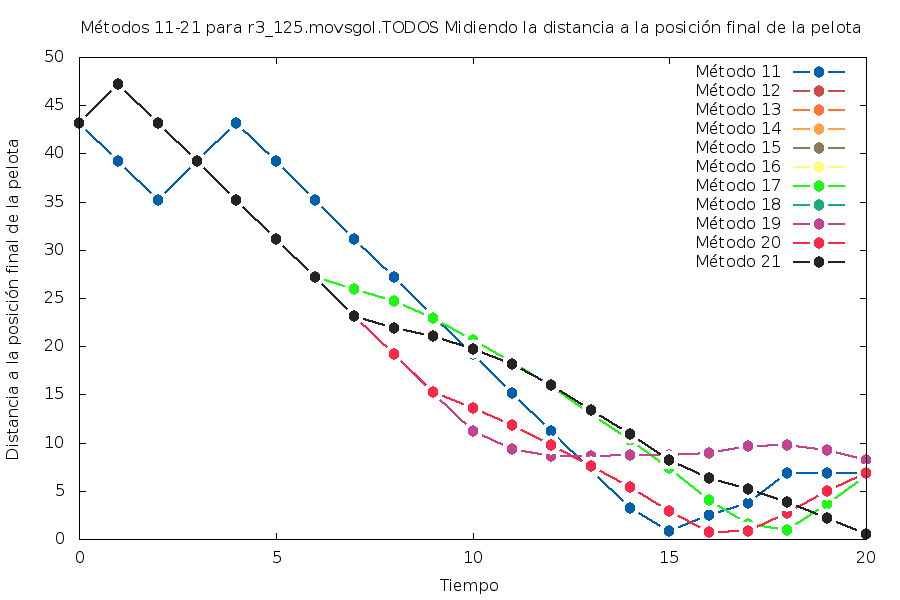 Métodos 11-21 para r3_125.movsgol.TODOS Midiendo la distancia a la posición final de la pelota
Distancia a la posición final de la pelota
50
45
40
35
30
25
20
15
10
5
0
Método 11
Método 12
Método 13
Método 14
Método 15
Método 16
Método 17
Método 18
Método 19
Método 20
Método 21
0
5
10
15
20
Tiempo